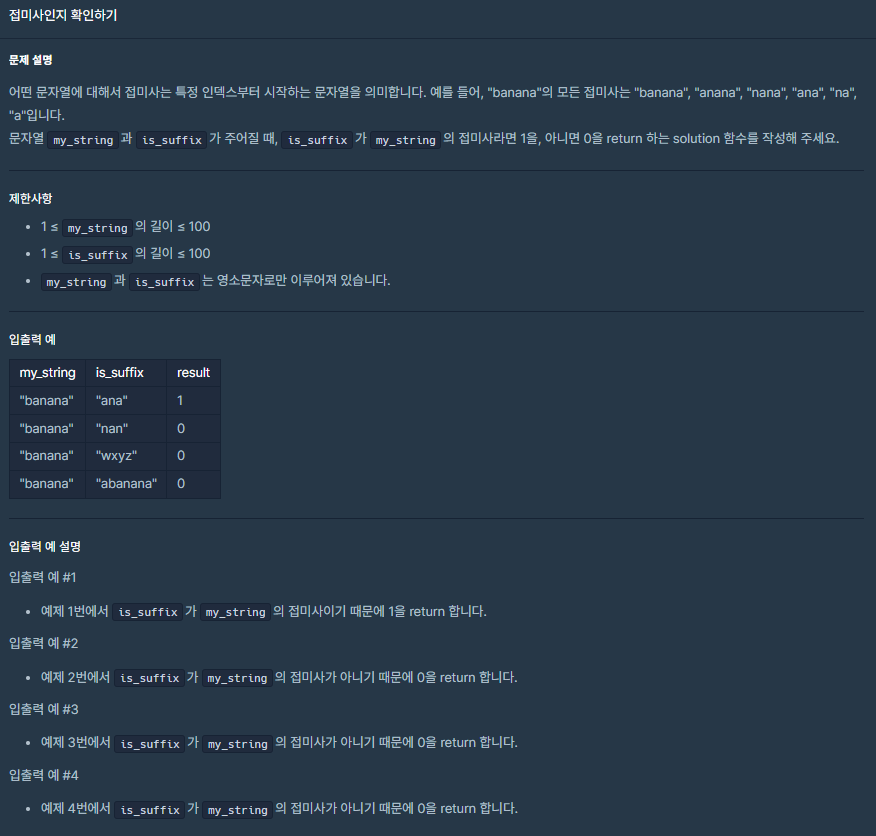 접미사인지 확인하기
문제 설명
어떤 문자열에 대해서 접미사는 특정 인덱스부터 시작하는 문자열을 의미합니다. 예를 들어, "banana"의 모든 접미사는 "banana", "anana", "nana", "ana", "na",
"a"입니다.
문자열 my_string 과 is_suffix 가 주어질 때, is_suffix 가 my_string 의 접미사라면 1을, 아니면 0을 return 하는 solution 함수를 작성해 주세요.
제한사항
• 1 ≤ my_string 의 길이 ≤ 100
• 1 ≤ is_suffix 의 길이 ≤ 100
• my_string 과 is_suffix 는 영소문자로만 이루어져 있습니다.
입출력 예
my_string is_suffix result
"banana" "ana" 1
"banana" "nan" 0
"banana" "wxyz" 0
"banana" "abanana" 0
입출력 예 설명
입출력 예 #1
• 예제 1번에서 is_suffix 가 my_string 의 접미사이기 때문에 1을 return 합니다.
입출력 예 #2
• 예제 2번에서 is_suffix 가 my_string 의 접미사가 아니기 때문에 0을 return 합니다.
입출력 예 #3
• 예제 3번에서 is_suffix 가 my_string 의 접미사가 아니기 때문에 0을 return 합니다.
입출력 예 #4
• 예제 4번에서 is_suffix 가 my_string 의 접미사가 아니기 때문에 0을 return 합니다.